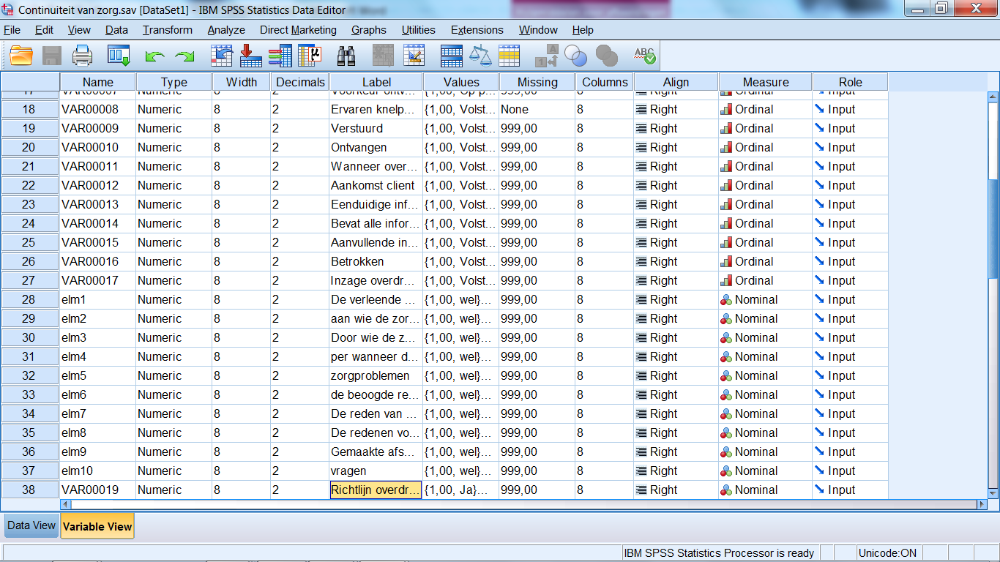 Continuiteit van zorg.sav [DataSet1] - IBM SPSS Statistics Data Editor
File Edit View Data Transform Analyze Direct Marketing Graphs Utilities Extensions Window Help
Name Type Width Decimals Label Values Missing Columns Align Measure Role
17 VAR00007 Numeric 8 2 Voorkeur ontv... {1,00, Op p... 999,00 8 Right Ordinal Input
18 VAR00008 Numeric 8 2 Ervaren knelp... {1,00, Volst... None 8 Right Ordinal Input
19 VAR00009 Numeric 8 2 Verstuurd {1,00, Volst... 999,00 8 Right Ordinal Input
20 VAR00010 Numeric 8 2 Ontvangen {1,00, Volst... 999,00 8 Right Ordinal Input
21 VAR00011 Numeric 8 2 Wanneer over... {1,00, Volst... 999,00 8 Right Ordinal Input
22 VAR00012 Numeric 8 2 Aankomst client {1,00, Volst... 999,00 8 Right Ordinal Input
23 VAR00013 Numeric 8 2 Eenduidige inf... {1,00, Volst... 999,00 8 Right Ordinal Input
24 VAR00014 Numeric 8 2 Bevat alle infor... {1,00, Volst... 999,00 8 Right Ordinal Input
25 VAR00015 Numeric 8 2 Aanvullende in... {1,00, Volst... 999,00 8 Right Ordinal Input
26 VAR00016 Numeric 8 2 Betrokken {1,00, Volst... 999,00 8 Right Ordinal Input
27 VAR00017 Numeric 8 2 Inzage overdr... {1,00, Volst... 999,00 8 Right Ordinal Input
28 elm1 Numeric 8 2 De verleende ... {1,00, wel}... 999,00 8 Right Nominal Input
29 elm2 Numeric 8 2 aan wie de zor... {1,00, wel}... 999,00 8 Right Nominal Input
30 elm3 Numeric 8 2 Door wie de z... {1,00, wel}... 999,00 8 Right Nominal Input
31 elm4 Numeric 8 2 per wanneer d... {1,00, wel}... 999,00 8 Right Nominal Input
32 elm5 Numeric 8 2 zorgproblemen {1,00, wel}... 999,00 8 Right Nominal Input
33 elm6 Numeric 8 2 de beoogde re... {1,00, wel}... 999,00 8 Right Nominal Input
34 elm7 Numeric 8 2 De reden van ... {1,00, wel}... 999,00 8 Right Nominal Input
35 elm8 Numeric 8 2 De redenen vo... {1,00, wel}... 999,00 8 Right Nominal Input
36 elm9 Numeric 8 2 Gemaakte afs... {1,00, wel}... 999,00 8 Right Nominal Input
37 elm10 Numeric 8 2 vragen {1,00, wel}... 999,00 8 Right Nominal Input
38 VAR00019 Numeric 8 2 Richtlijn overdr... {1,00, Ja}... 999,00 8 Right Nominal Input
Data View Variable View
IBM SPSS Statistics Processor is ready Unicode:ON